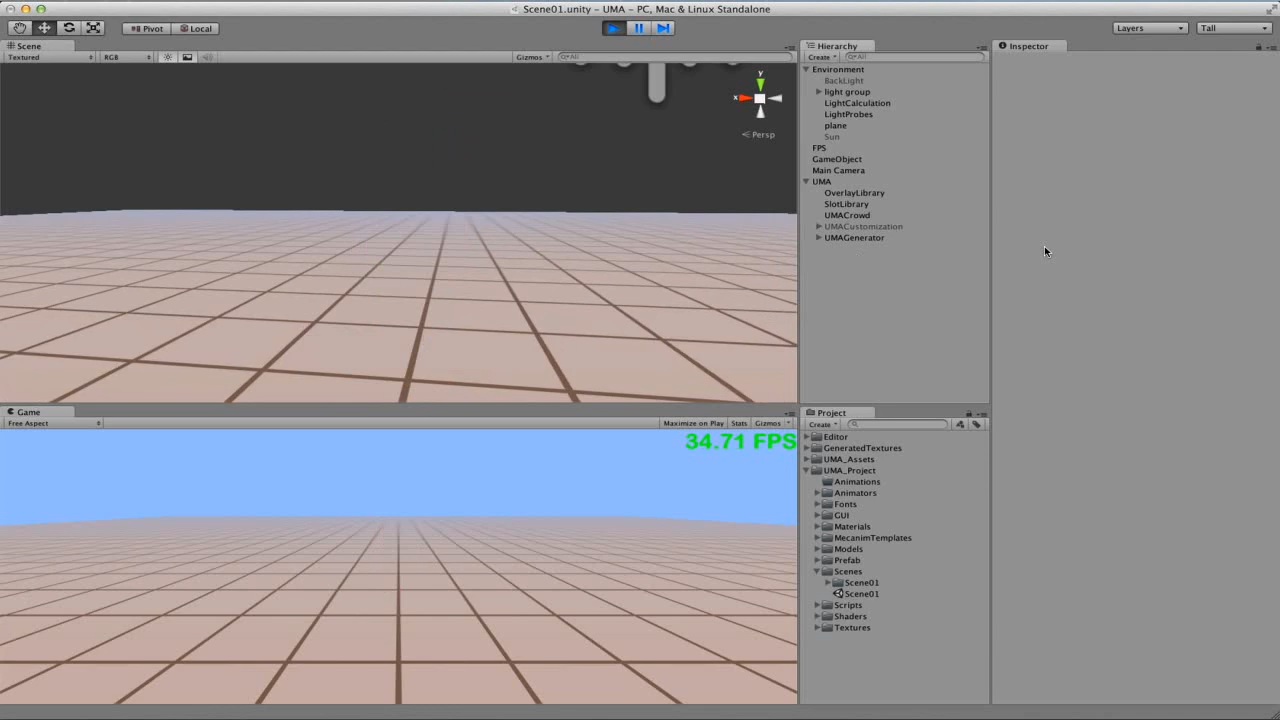 Scene01.unity – UMA – PC, Mac & Linux Standalone
Pivot Local Layers Tall
Scene Hierarchy Inspector
Textured RGB Gizmos All Create All
y
x
Persp
Environment
BackLight
light group
LightCalculation
LightProbes
plane
Sun
FPS
GameObject
Main Camera
UMA
OverlayLibrary
SlotLibrary
UMACrowd
UMACustomization
UMAGenerator
Game
Free Aspect Maximize on Play Stats Gizmos
34.71 FPS
Project
Create
Editor
GeneratedTextures
UMA_Assets
UMA_Project
Animations
Animators
Fonts
GUI
Materials
MecanimTemplates
Models
Prefab
Scenes
Scene01
Scene01
Scripts
Shaders
Textures